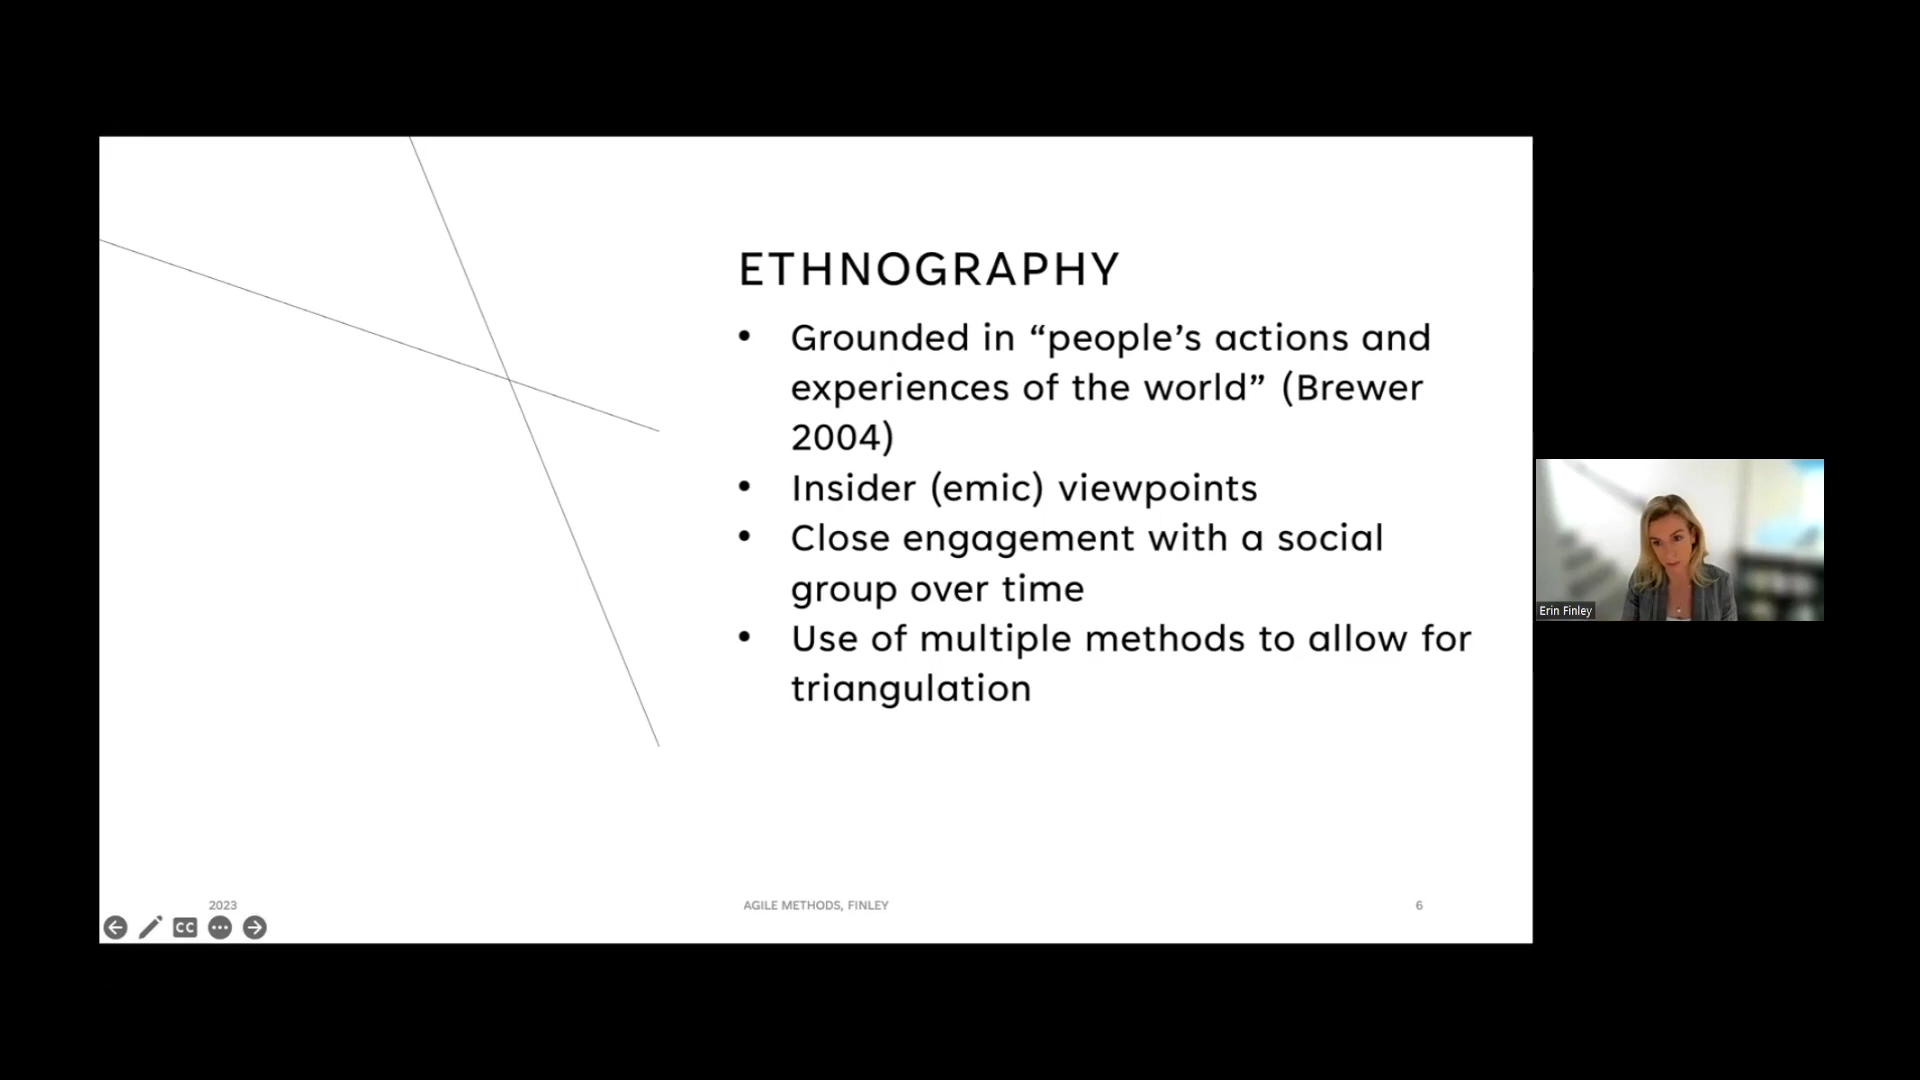 ETHNOGRAPHY
• Grounded in “people’s actions and
experiences of the world” (Brewer
2004)
• Insider (emic) viewpoints
• Close engagement with a social
group over time
• Use of multiple methods to allow for
triangulation
Erin Finley
2023
AGILE METHODS, FINLEY
6
CC